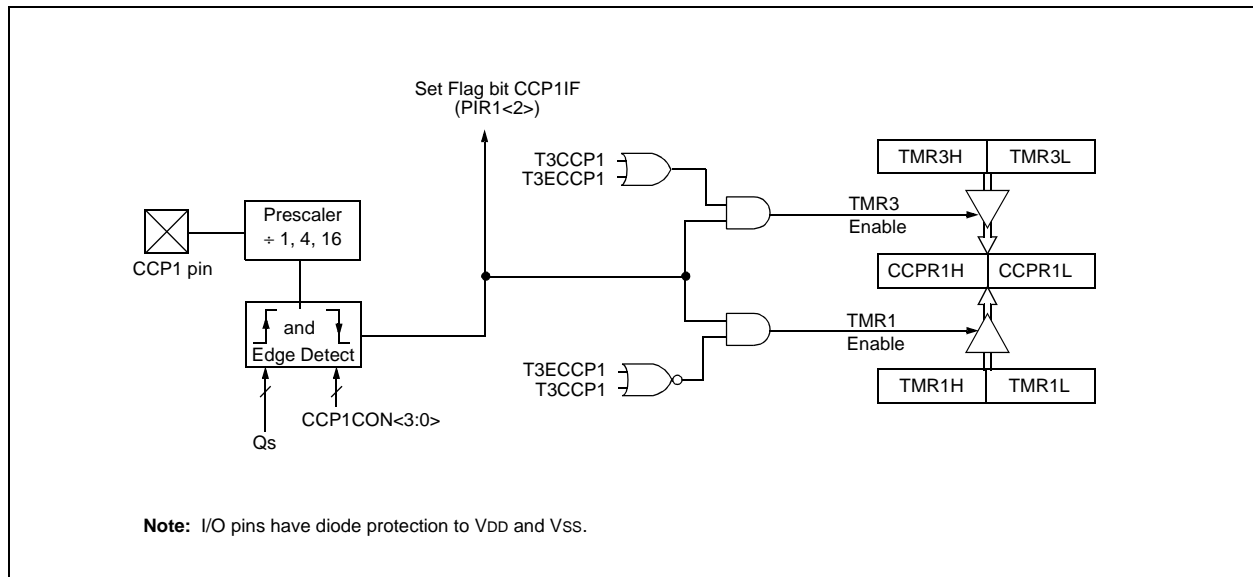 Set Flag bit CCP1IF
(PIR1<2>)
T3CCP1
T3ECCP1
TMR3H TMR3L
TMR3
Enable
Prescaler
÷ 1, 4, 16
CCP1 pin
CCPR1H CCPR1L
and
Edge Detect
TMR1
Enable
T3ECCP1
T3CCP1
TMR1H TMR1L
CCP1CON<3:0>
Qs
Note: I/O pins have diode protection to VDD and VSS.